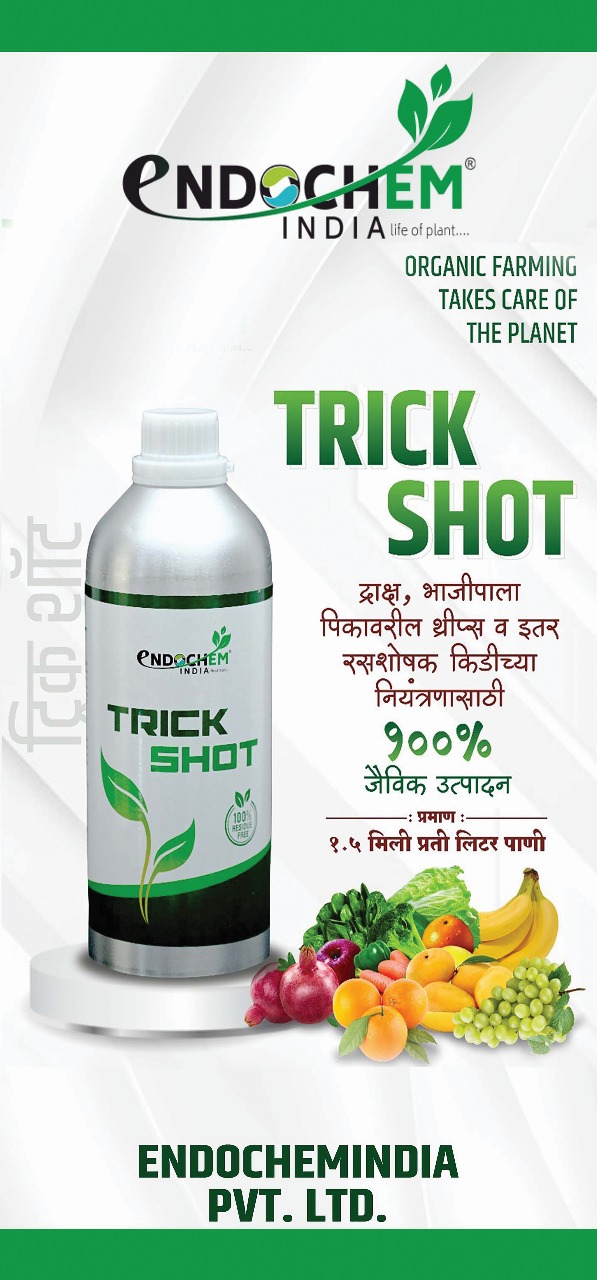 eNDOCHEM®
INDIA life of plant....
ORGANIC FARMING
TAKES CARE OF
THE PLANET
TRICK
SHOT
ट्रिक शॉट
द्राक्ष, भाजीपाला
पिकावरील थ्रीप्स व इतर
रसशोषक किडीच्या
नियंत्रणासाठी
१००%
जैविक उत्पादन
: प्रमाण :
१.५ मिली प्रती लिटर पाणी
eNDOCHEM
INDIA
TRICK
SHOT
100%
RESIDUE
FREE
ENDOCHEMINDIA
PVT. LTD.